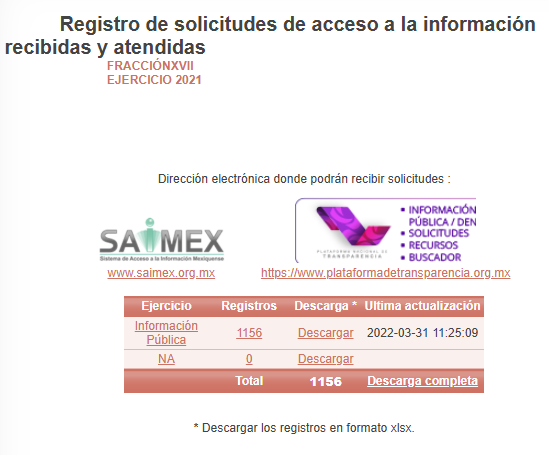 Registro de solicitudes de acceso a la información
recibidas y atendidas
FRACCIÓNXVII
EJERCICIO 2021
Dirección electrónica donde podrán recibir solicitudes :
SAIMEX
Sistema de Acceso a la Información Mexiquense
www.saimex.org.mx
PLATAFORMA NACIONAL DE
TRANSPARENCIA
• INFORMACIÓN
PÚBLICA / DEN
• SOLICITUDES
• RECURSOS
• BUSCADOR
https://www.plataformadetransparencia.org.mx
Ejercicio Registros Descarga * Ultima actualización
Información
Pública 1156 Descargar 2022-03-31 11:25:09
NA 0 Descargar
Total 1156 Descarga completa
* Descargar los registros en formato xlsx.